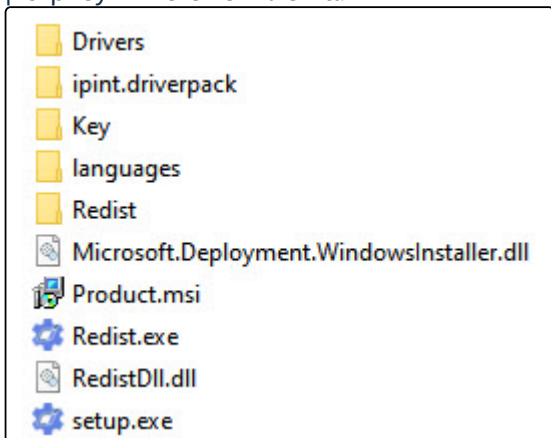 Drivers
ipint.driverpack
Key
languages
Redist
Microsoft.Deployment.WindowsInstaller.dll
Product.msi
Redist.exe
RedistDll.dll
setup.exe